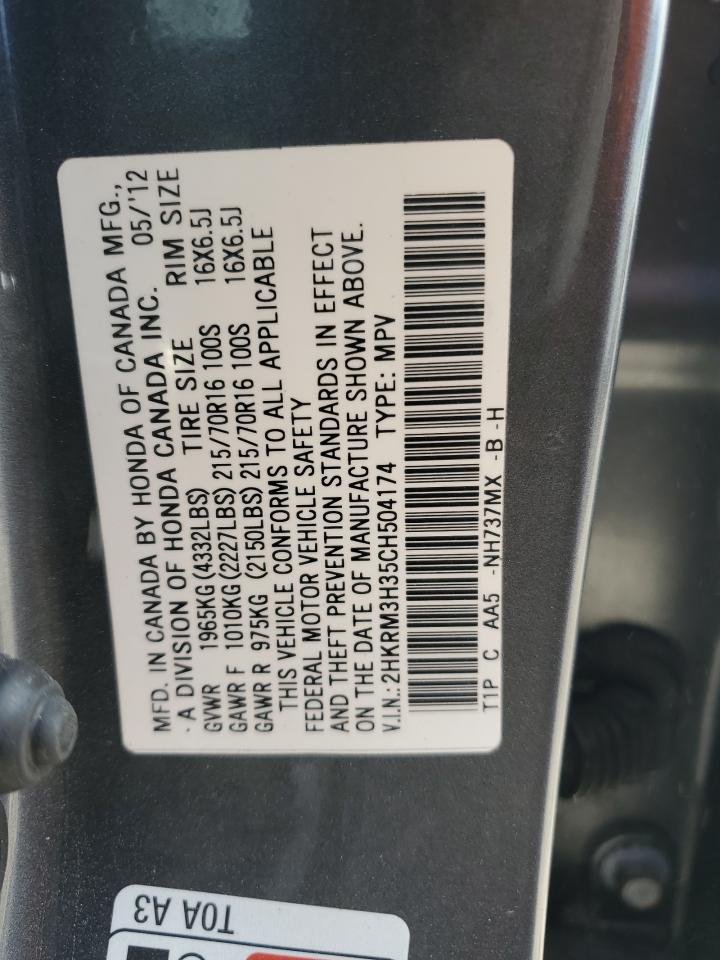 MFD. IN CANADA BY HONDA OF CANADA MFG.,
- A DIVISION OF HONDA CANADA INC. 05/'12
GVWR 1965KG(4332LBS) TIRE SIZE RIM SIZE
GAWR F 1010KG(2227LBS) 215/70R16 100S 16X6.5J
GAWR R 975KG (2150LBS) 215/70R16 100S 16X6.5J
THIS VEHICLE CONFORMS TO ALL APPLICABLE
FEDERAL MOTOR VEHICLE SAFETY
AND THEFT PREVENTION STANDARDS IN EFFECT
ON THE DATE OF MANUFACTURE SHOWN ABOVE.
V.I.N.: 2HKRM3H35CH504174 TYPE: MPV
T1P C AA5 -NH737MX -B -H
T0A A3